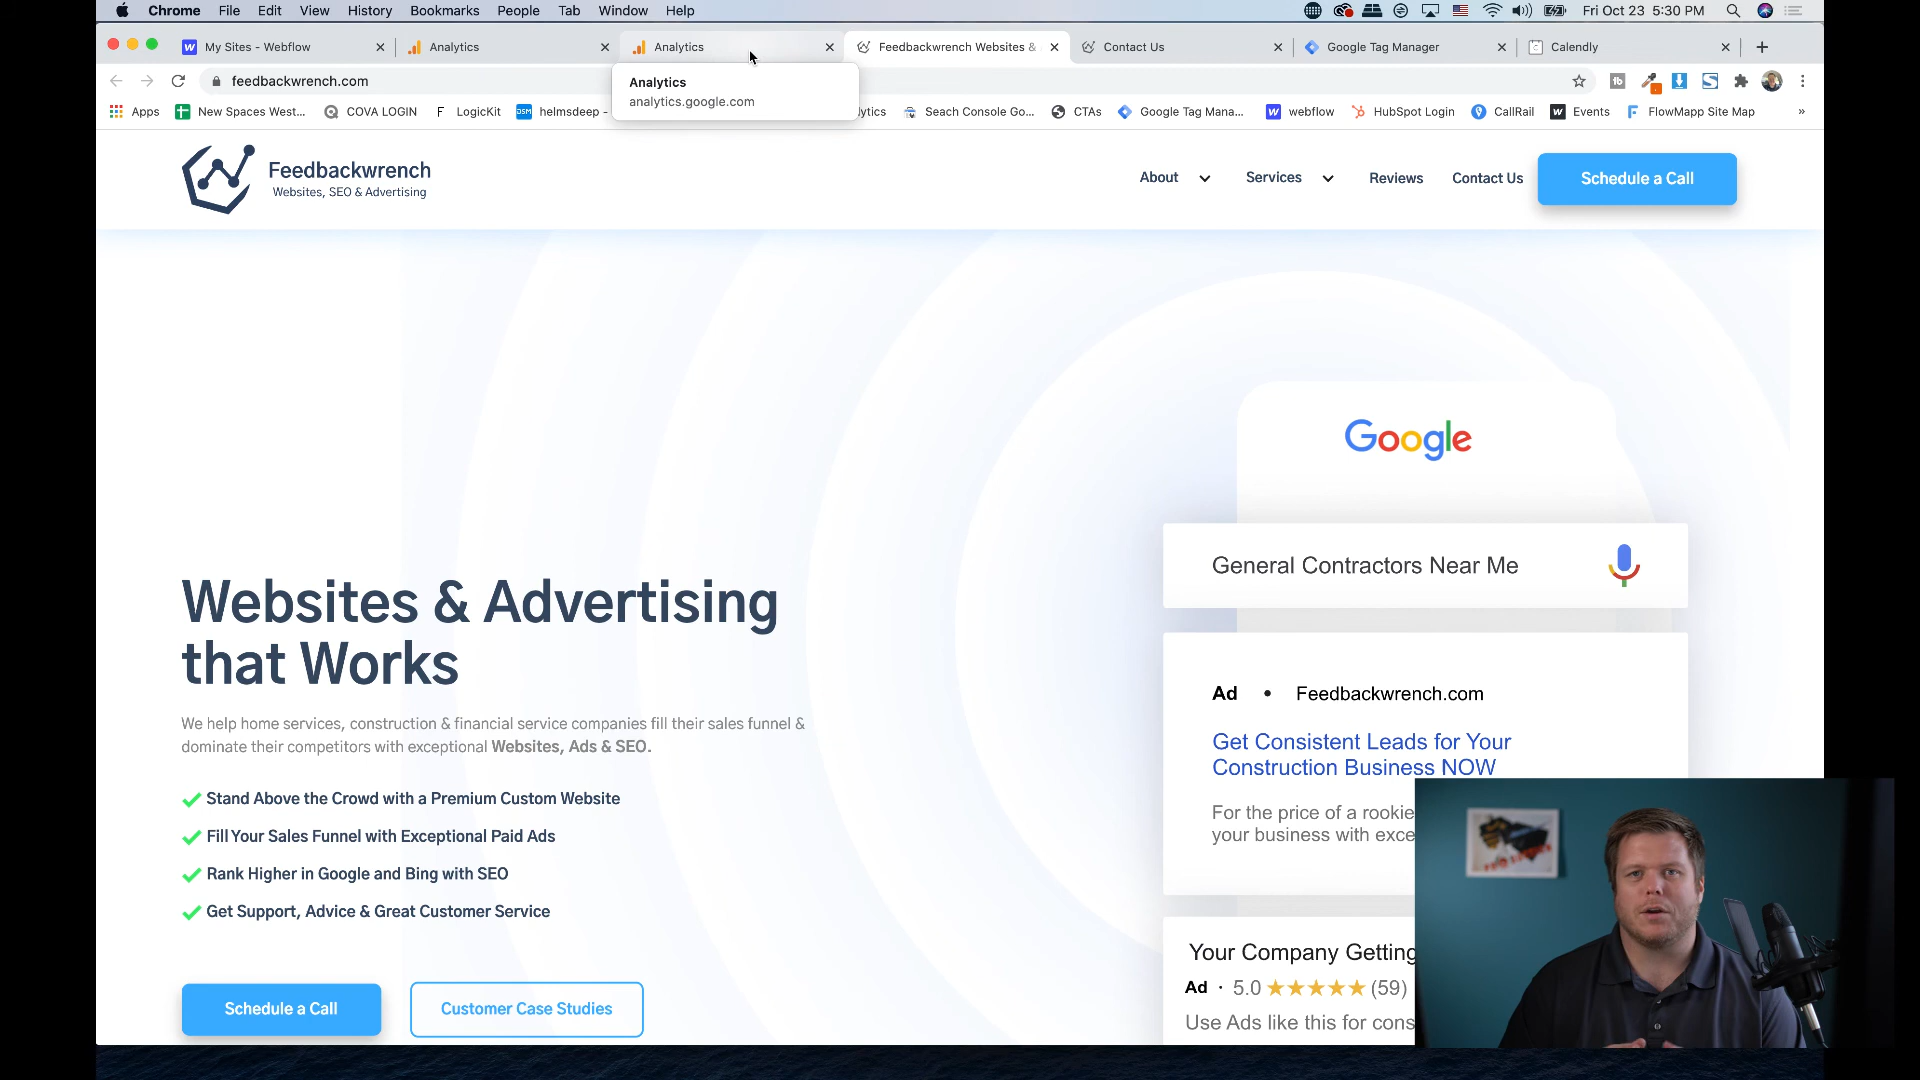 Chrome File Edit View History Bookmarks People Tab Window Help Fri Oct 23 5:30 PM
My Sites - Webflow Analytics Analytics Feedbackwrench Websites & Contact Us Google Tag Manager Calendly
feedbackwrench.com
Analytics
analytics.google.com
Apps New Spaces West... COVA LOGIN LogicKit helmsdeep - lytics Seach Console Go... CTAs Google Tag Mana... webflow HubSpot Login CallRail Events FlowMapp Site Map »
Feedbackwrench
Websites, SEO & Advertising
About Services Reviews Contact Us Schedule a Call
Google
General Contractors Near Me
Ad • Feedbackwrench.com
Get Consistent Leads for Your
Construction Business NOW
For the price of a rookie
your business with exce
Your Company Getting
Ad · 5.0 ★★★★★ (59)
Use Ads like this for cons
Websites & Advertising
that Works
We help home services, construction & financial service companies fill their sales funnel &
dominate their competitors with exceptional Websites, Ads & SEO.
Stand Above the Crowd with a Premium Custom Website
Fill Your Sales Funnel with Exceptional Paid Ads
Rank Higher in Google and Bing with SEO
Get Support, Advice & Great Customer Service
Schedule a Call Customer Case Studies